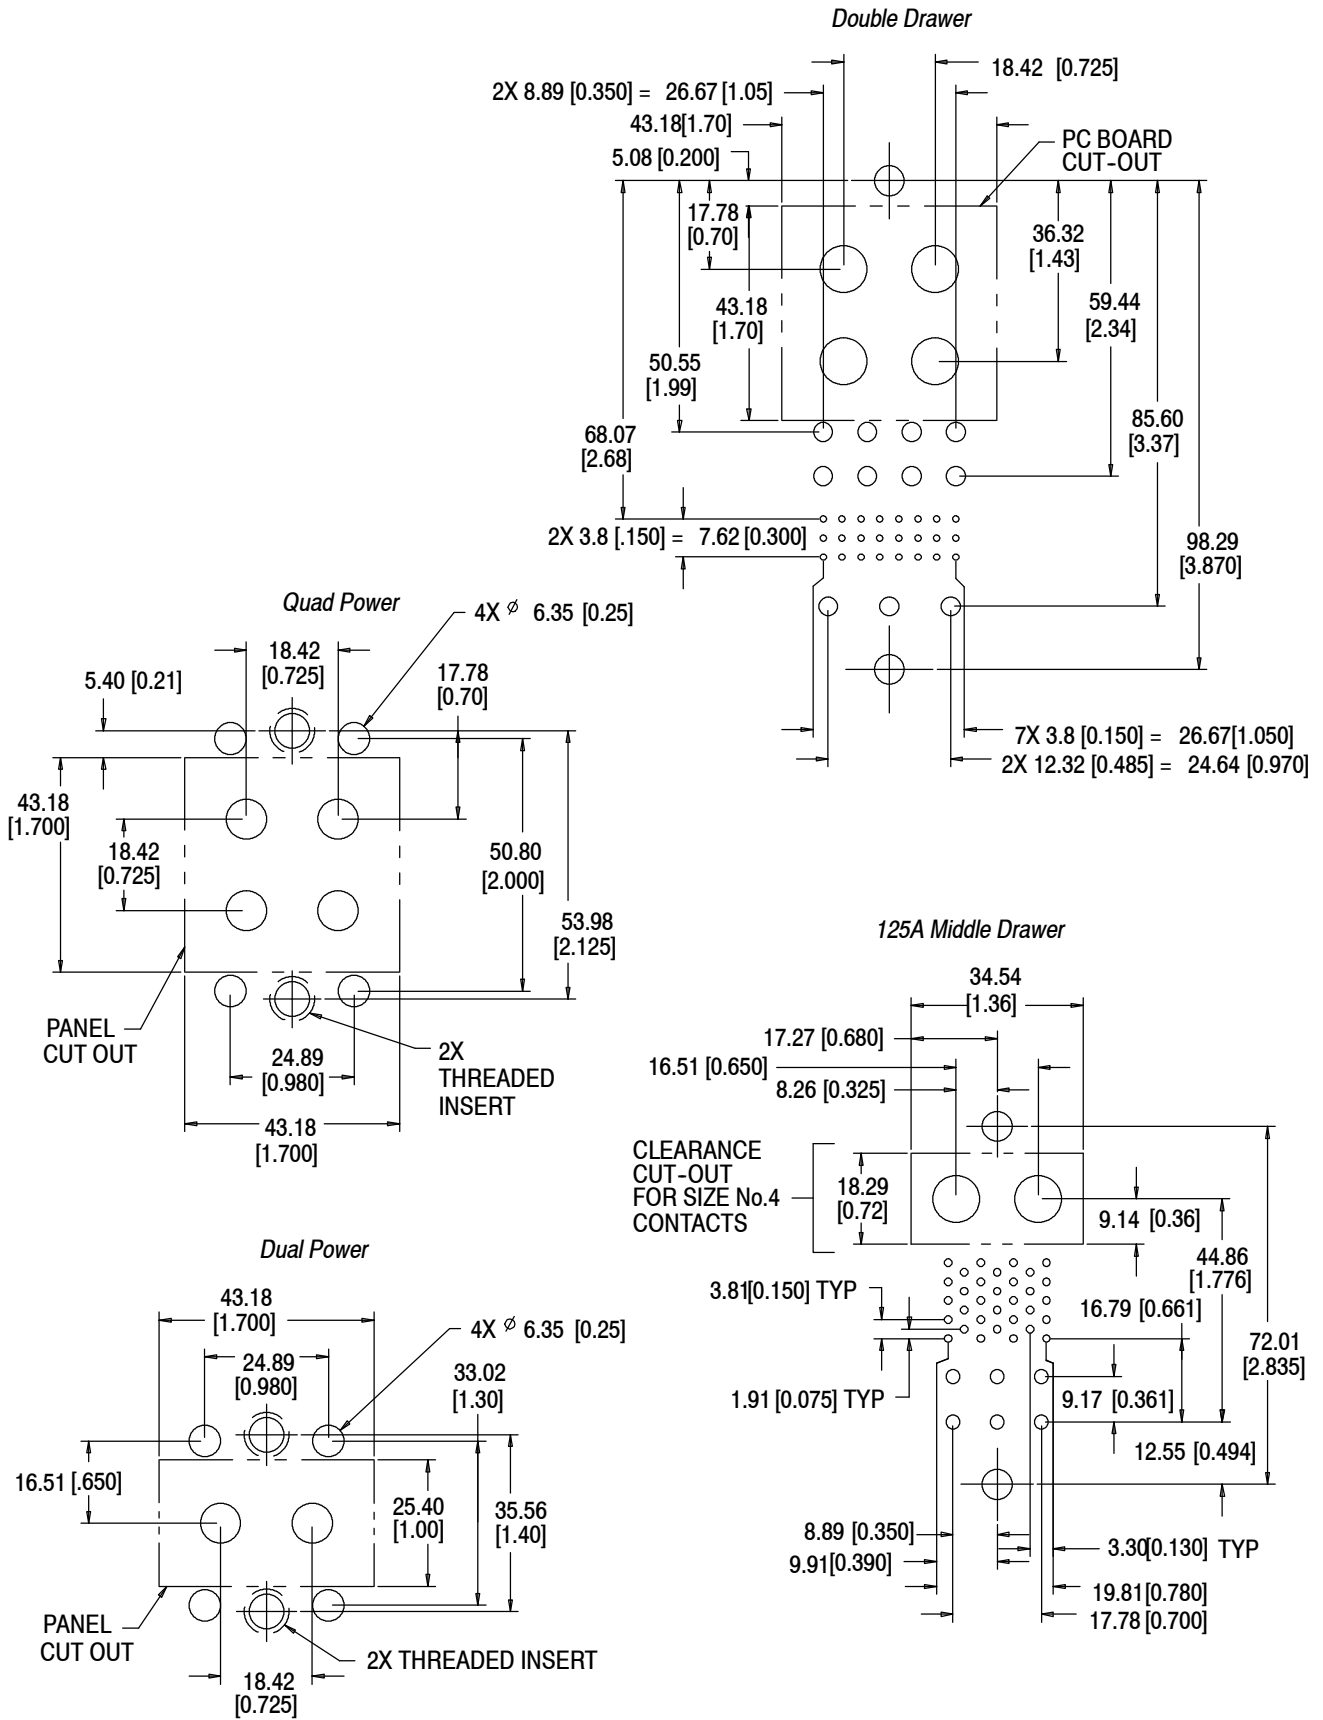 Double Drawer
18.42 [0.725]
2X 8.89 [0.350] = 26.67 [1.05]
43.18[1.70]
5.08 [0.200]
PC BOARD
CUT-OUT
17.78
[0.70]
36.32
[1.43]
43.18
[1.70]
59.44
[2.34]
50.55
[1.99]
85.60
[3.37]
68.07
[2.68]
2X 3.8 [.150] = 7.62 [0.300]
98.29
[3.870]
7X 3.8 [0.150] = 26.67[1.050]
2X 12.32 [0.485] = 24.64 [0.970]
Quad Power
4X ⌀ 6.35 [0.25]
18.42
[0.725]
5.40 [0.21]
17.78
[0.70]
43.18
[1.700]
18.42
[0.725]
50.80
[2.000]
53.98
[2.125]
PANEL
CUT OUT
24.89
[0.980]
2X
THREADED
INSERT
43.18
[1.700]
125A Middle Drawer
34.54
[1.36]
17.27 [0.680]
16.51 [0.650]
8.26 [0.325]
CLEARANCE
CUT-OUT
FOR SIZE No.4
CONTACTS
18.29
[0.72]
9.14 [0.36]
44.86
[1.776]
3.81[0.150] TYP
16.79 [0.661]
72.01
[2.835]
1.91 [0.075] TYP
9.17 [0.361]
12.55 [0.494]
8.89 [0.350]
9.91[0.390]
3.30[0.130] TYP
19.81[0.780]
17.78 [0.700]
Dual Power
43.18
[1.700]
4X ⌀ 6.35 [0.25]
24.89
[0.980]
33.02
[1.30]
16.51 [.650]
25.40
[1.00]
35.56
[1.40]
PANEL
CUT OUT
2X THREADED INSERT
18.42
[0.725]